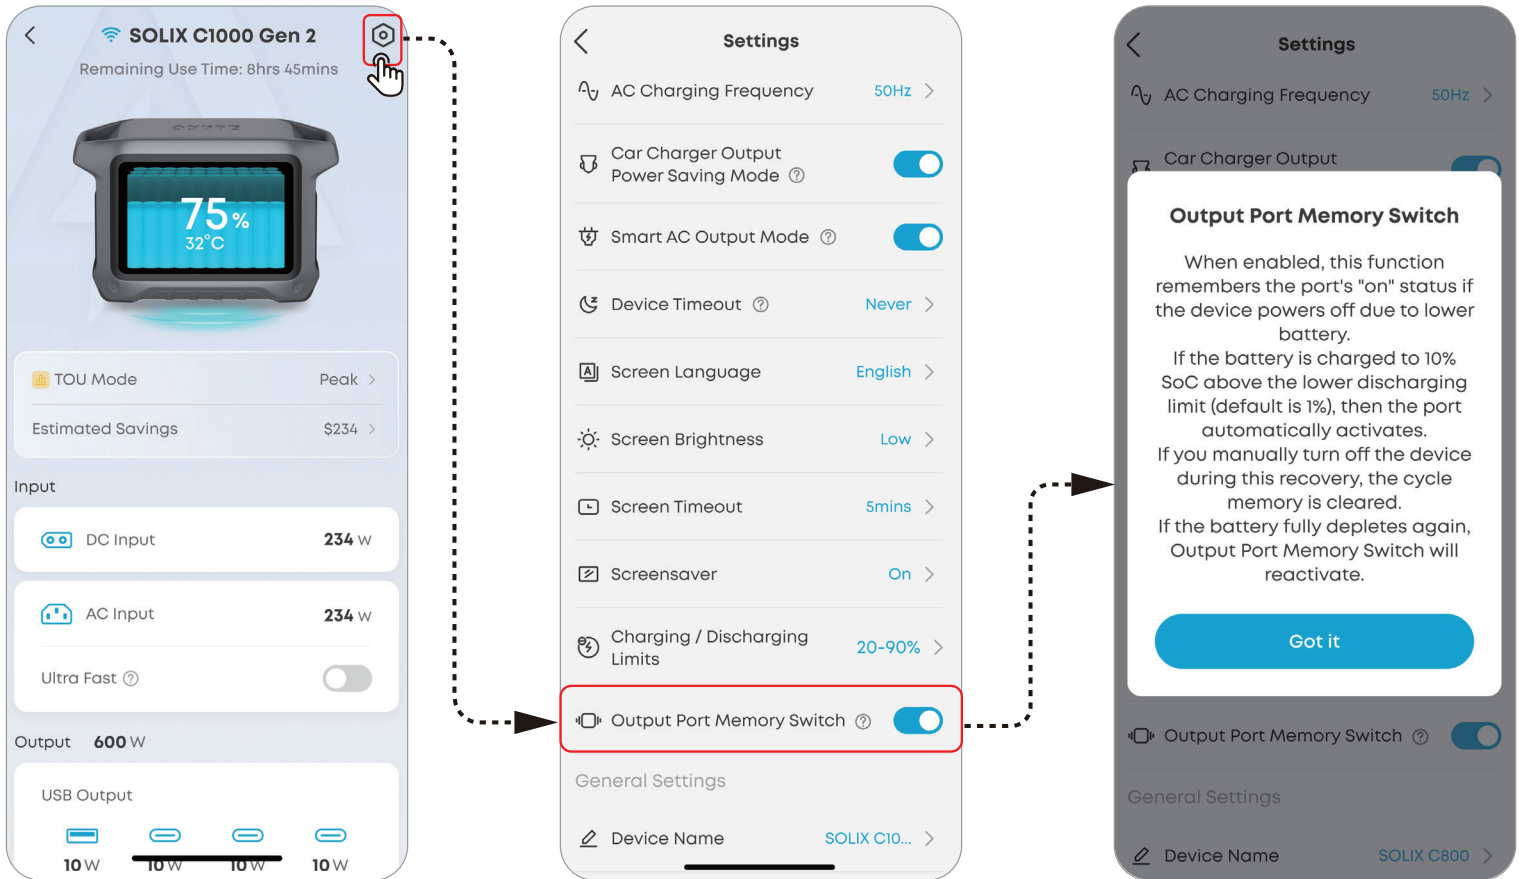 SOLIX C1000 Gen 2
Remaining Use Time: 8hrs 45mins
ANKER
75%
32°C
TOU Mode
Peak
Estimated Savings
$234
Input
DC Input
234 W
AC Input
234 W
Ultra Fast ?
Output 600 W
USB Output
10 W
10 W
10 W
10 W
Settings
AC Charging Frequency
50Hz
Car Charger Output
Power Saving Mode ?
Smart AC Output Mode ?
Device Timeout ?
Never
Screen Language
English
Screen Brightness
Low
Screen Timeout
5mins
Screensaver
On
Charging / Discharging
Limits
20-90%
Output Port Memory Switch ?
General Settings
Device Name
SOLIX C10...
Settings
AC Charging Frequency
50Hz
Car Charger Output
Output Port Memory Switch
When enabled, this function
remembers the port's "on" status if
the device powers off due to lower
battery.
If the battery is charged to 10%
SoC above the lower discharging
limit (default is 1%), then the port
automatically activates.
If you manually turn off the device
during this recovery, the cycle
memory is cleared.
If the battery fully depletes again,
Output Port Memory Switch will
reactivate.
Got it
Output Port Memory Switch ?
General Settings
Device Name
SOLIX C800